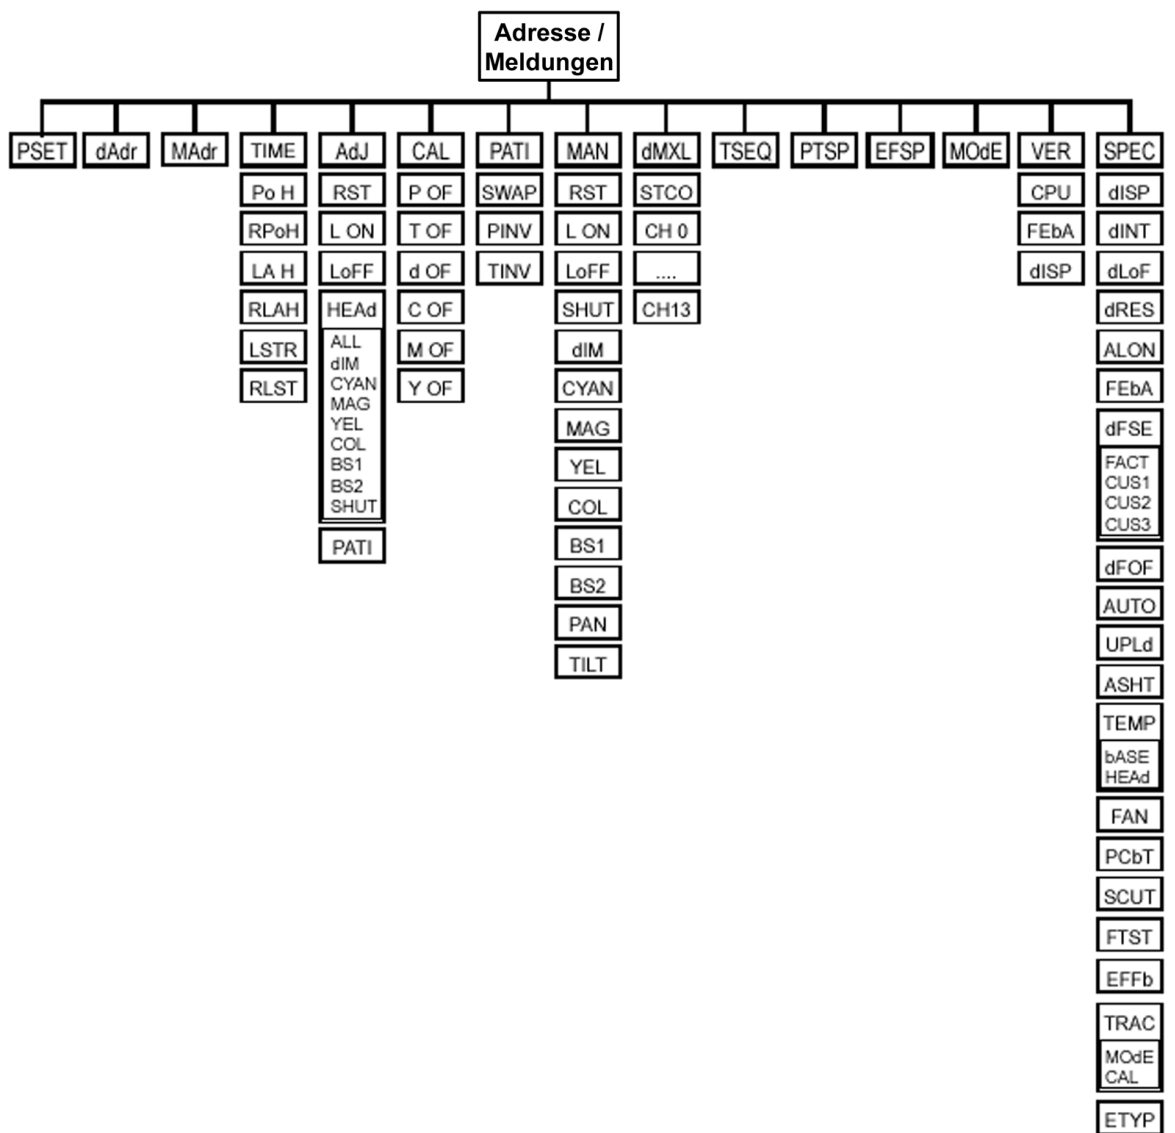 Adresse /
Meldungen
PSET
dAdr
MAdr
TIME
Po H
RPoH
LA H
RLAH
LSTR
RLST
AdJ
RST
L ON
LoFF
HEAd
ALL
dIM
CYAN
MAG
YEL
COL
BS1
BS2
SHUT
PATI
CAL
P OF
T OF
d OF
C OF
M OF
Y OF
PATI
SWAP
PINV
TINV
MAN
RST
L ON
LoFF
SHUT
dIM
CYAN
MAG
YEL
COL
BS1
BS2
PAN
TILT
dMXL
STCO
CH 0
....
CH13
TSEQ
PTSP
EFSP
MOdE
VER
CPU
FEbA
dISP
SPEC
dISP
dINT
dLoF
dRES
ALON
FEbA
dFSE
FACT
CUS1
CUS2
CUS3
dFOF
AUTO
UPLd
ASHT
TEMP
bASE
HEAd
FAN
PCbT
SCUT
FTST
EFFb
TRAC
MOdE
CAL
ETYP